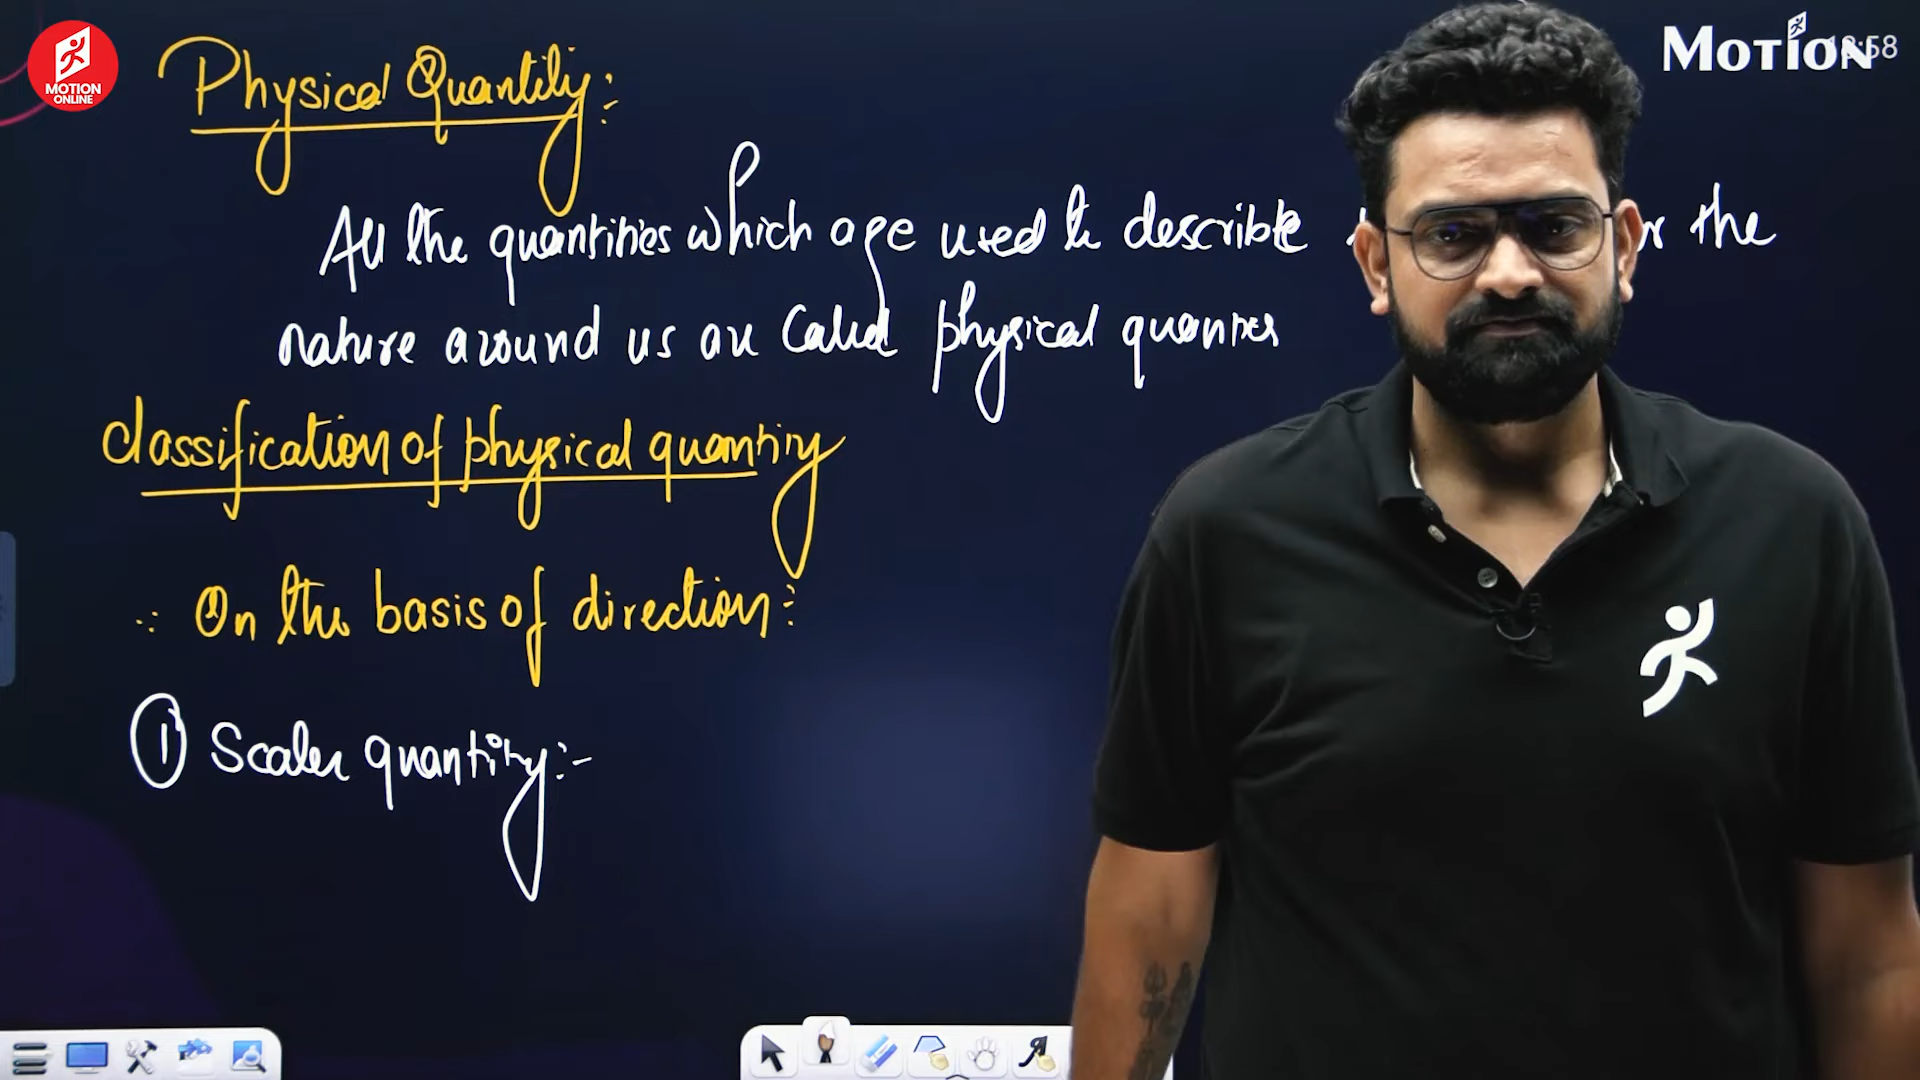 MOTION
ONLINE
MOTION
:58
Physical Quantity:
All the quantities which are used to describe the
nature around us are called physical quantities
Classification of physical quantity
On the basis of direction:
1 Scaler quantity:-